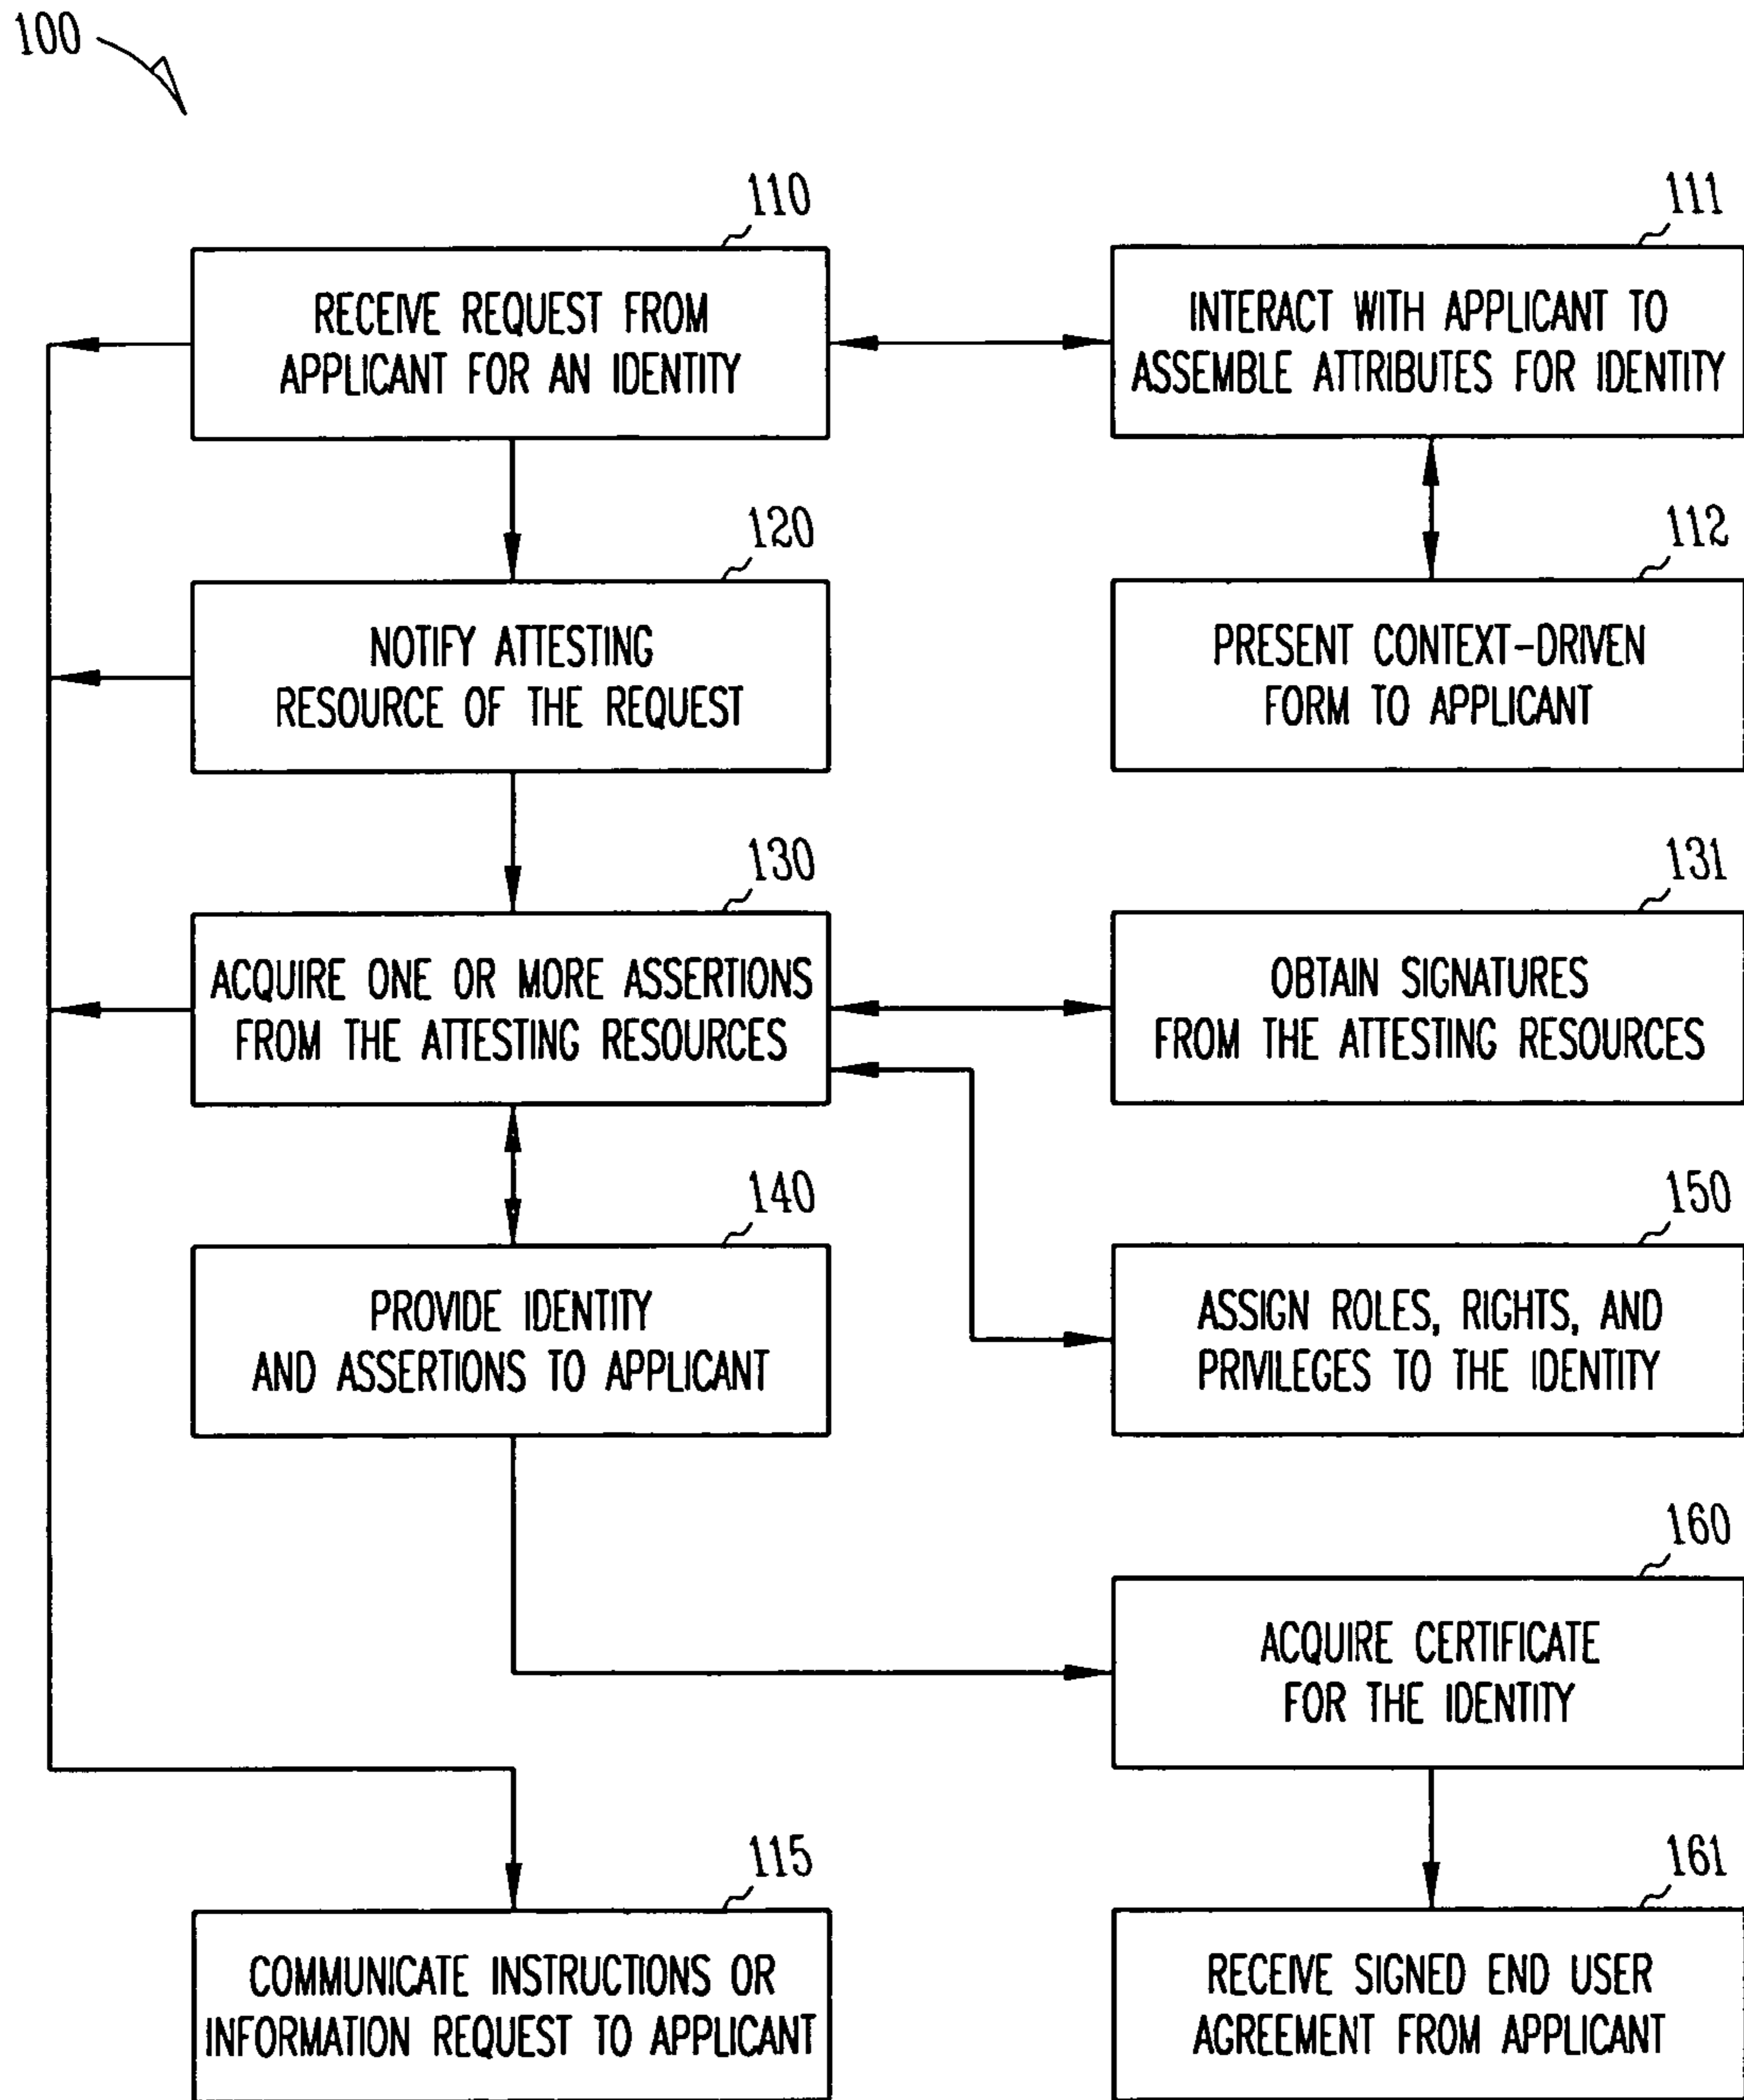 100
110
RECEIVE REQUEST FROM
APPLICANT FOR AN IDENTITY
111
INTERACT WITH APPLICANT TO
ASSEMBLE ATTRIBUTES FOR IDENTITY
120
NOTIFY ATTESTING
RESOURCE OF THE REQUEST
112
PRESENT CONTEXT-DRIVEN
FORM TO APPLICANT
130
ACQUIRE ONE OR MORE ASSERTIONS
FROM THE ATTESTING RESOURCES
131
OBTAIN SIGNATURES
FROM THE ATTESTING RESOURCES
140
PROVIDE IDENTITY
AND ASSERTIONS TO APPLICANT
150
ASSIGN ROLES, RIGHTS, AND
PRIVILEGES TO THE IDENTITY
160
ACQUIRE CERTIFICATE
FOR THE IDENTITY
115
COMMUNICATE INSTRUCTIONS OR
INFORMATION REQUEST TO APPLICANT
161
RECEIVE SIGNED END USER
AGREEMENT FROM APPLICANT